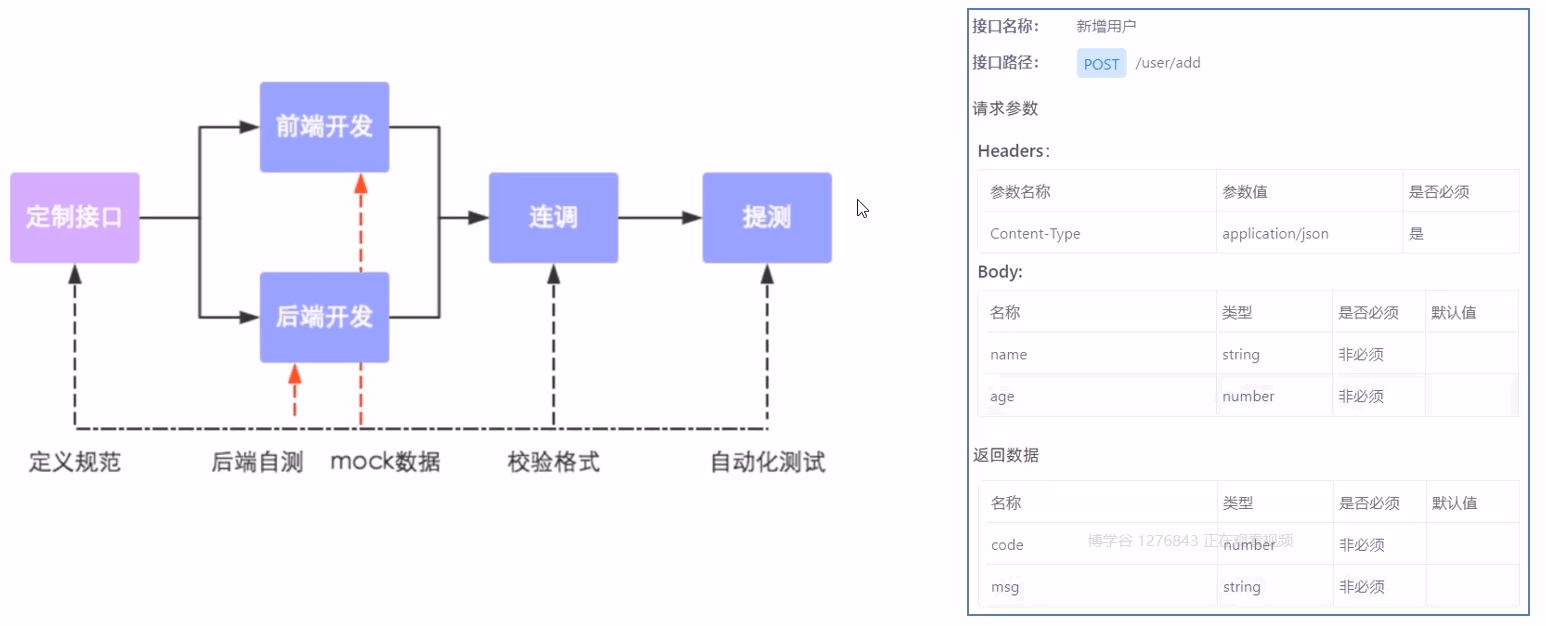 前端开发
定制接口
连调
提测
后端开发
定义规范
后端自测
mock数据
校验格式
自动化测试
接口名称: 新增用户
接口路径: POST /user/add
请求参数
Headers:
参数名称 参数值 是否必须
Content-Type application/json 是
Body:
名称 类型 是否必须 默认值
name string 非必须
age number 非必须
返回数据
名称 类型 是否必须 默认值
code number 非必须
博学谷 1276843 正在观看视频
msg string 非必须